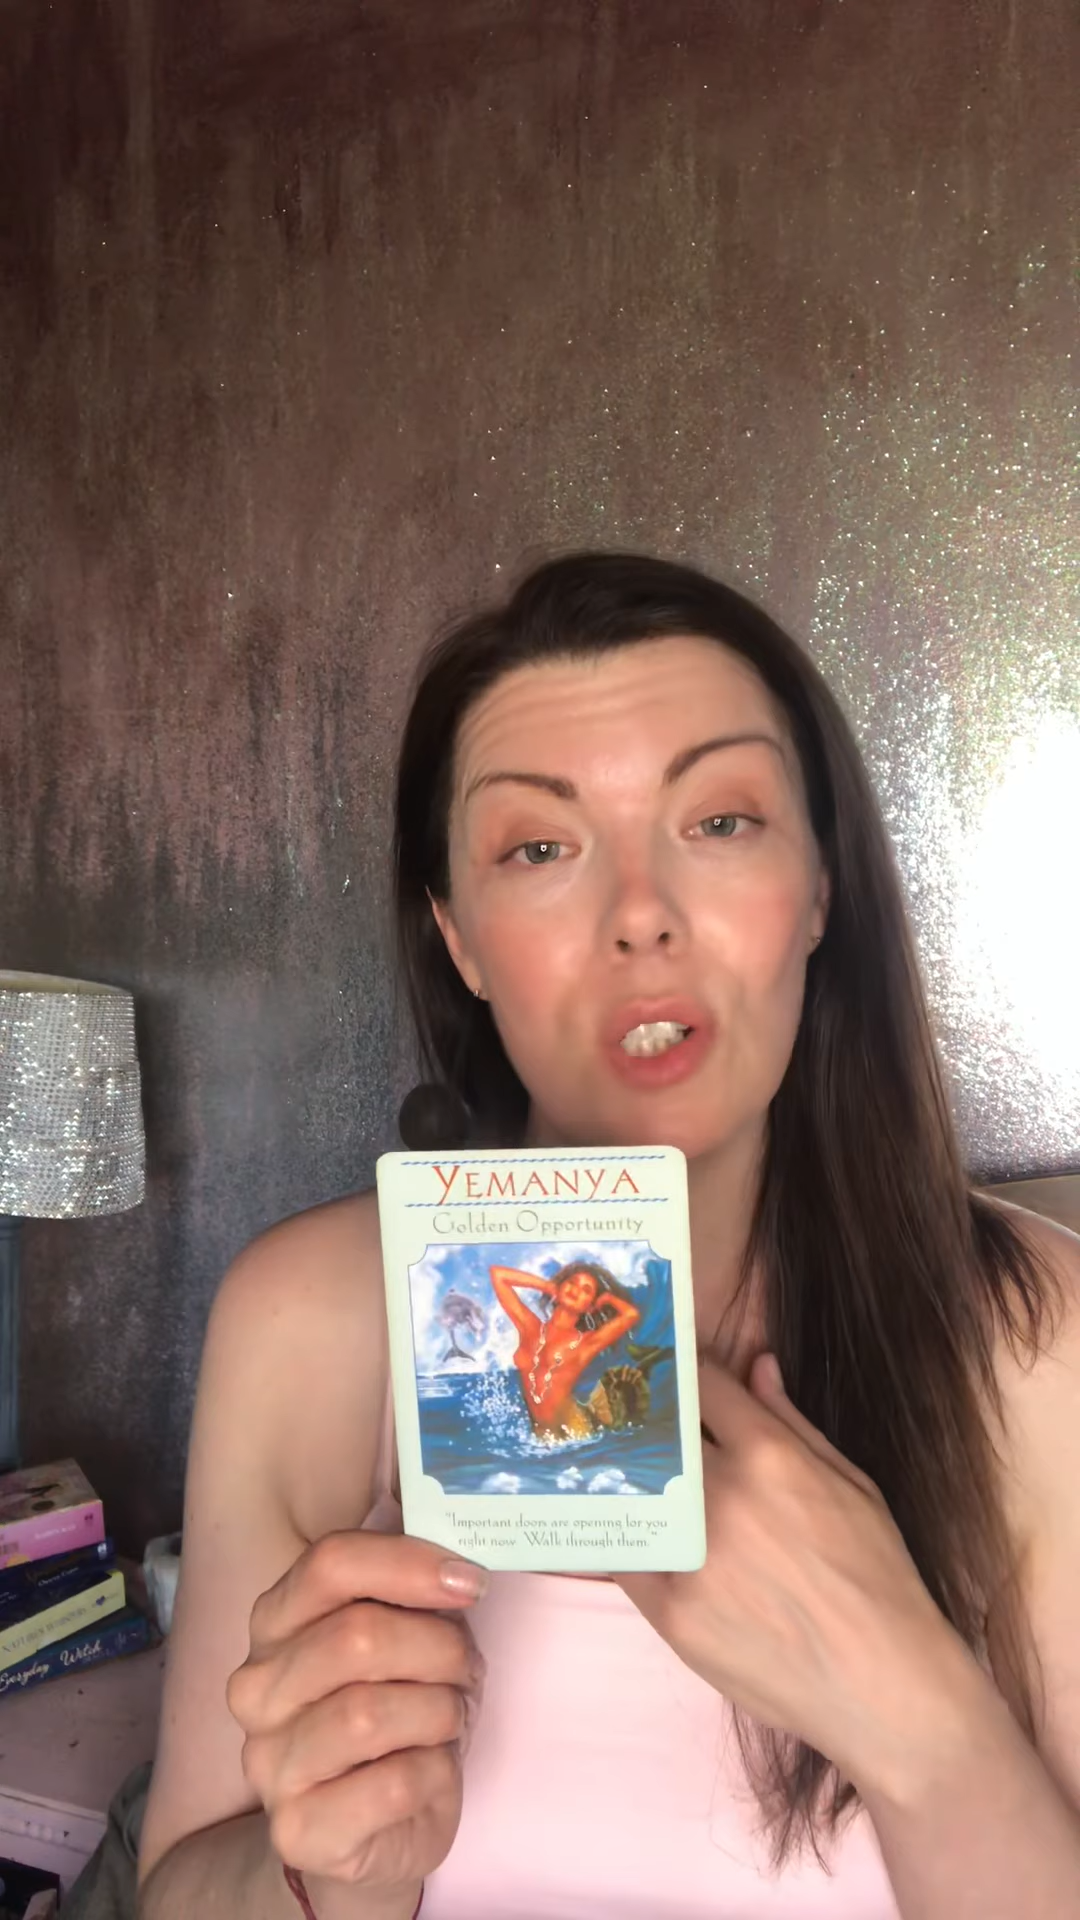 YEMANYA
Golden Opportunity
"Important doors are opening for you
right now. Walk through them."
Everyday Witch